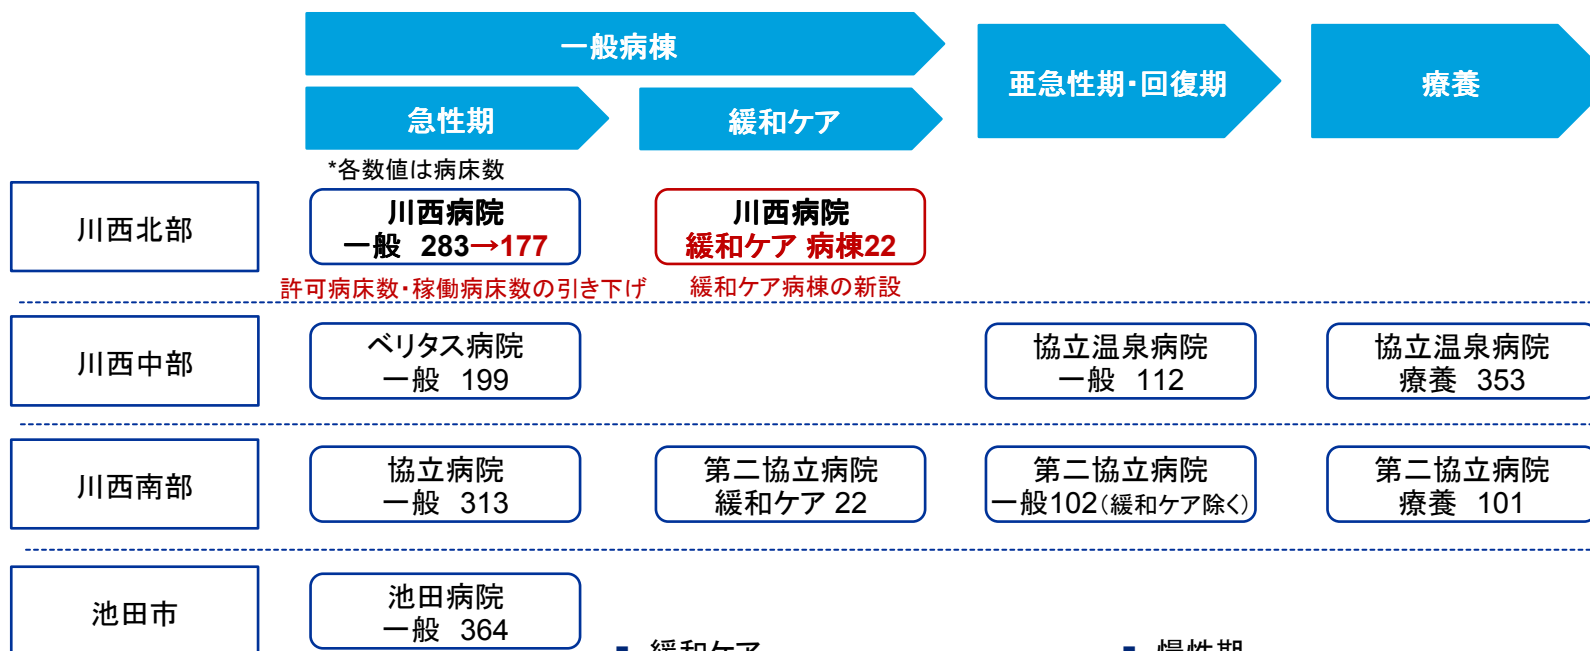 一般病棟
亜急性期・回復期
療養
急性期
緩和ケア
*各数値は病床数
川西北部
川西病院
一般 283→177
川西病院
緩和ケア 病棟22
許可病床数・稼働病床数の引き下げ
緩和ケア病棟の新設
川西中部
ベリタス病院
一般 199
協立温泉病院
一般 112
協立温泉病院
療養 353
川西南部
協立病院
一般 313
第二協立病院
緩和ケア 22
第二協立病院
一般102(緩和ケア除く)
第二協立病院
療養 101
池田市
池田病院
一般 364
緩和ケア
慢性期